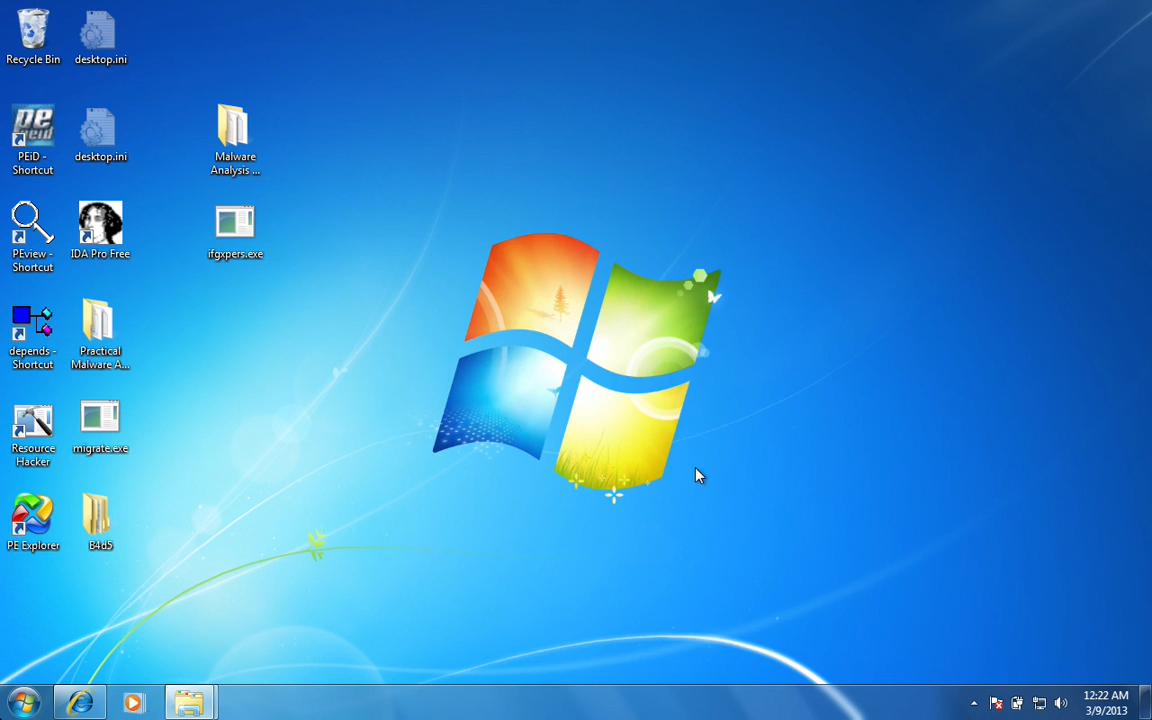 Recycle Bin
desktop.ini
PEiD -
Shortcut
desktop.ini
Malware
Analysis ...
PEview -
Shortcut
IDA Pro Free
ifgxpers.exe
depends -
Shortcut
Practical
Malware A...
Resource
Hacker
migrate.exe
PE Explorer
B4d5
12:22 AM
3/9/2013